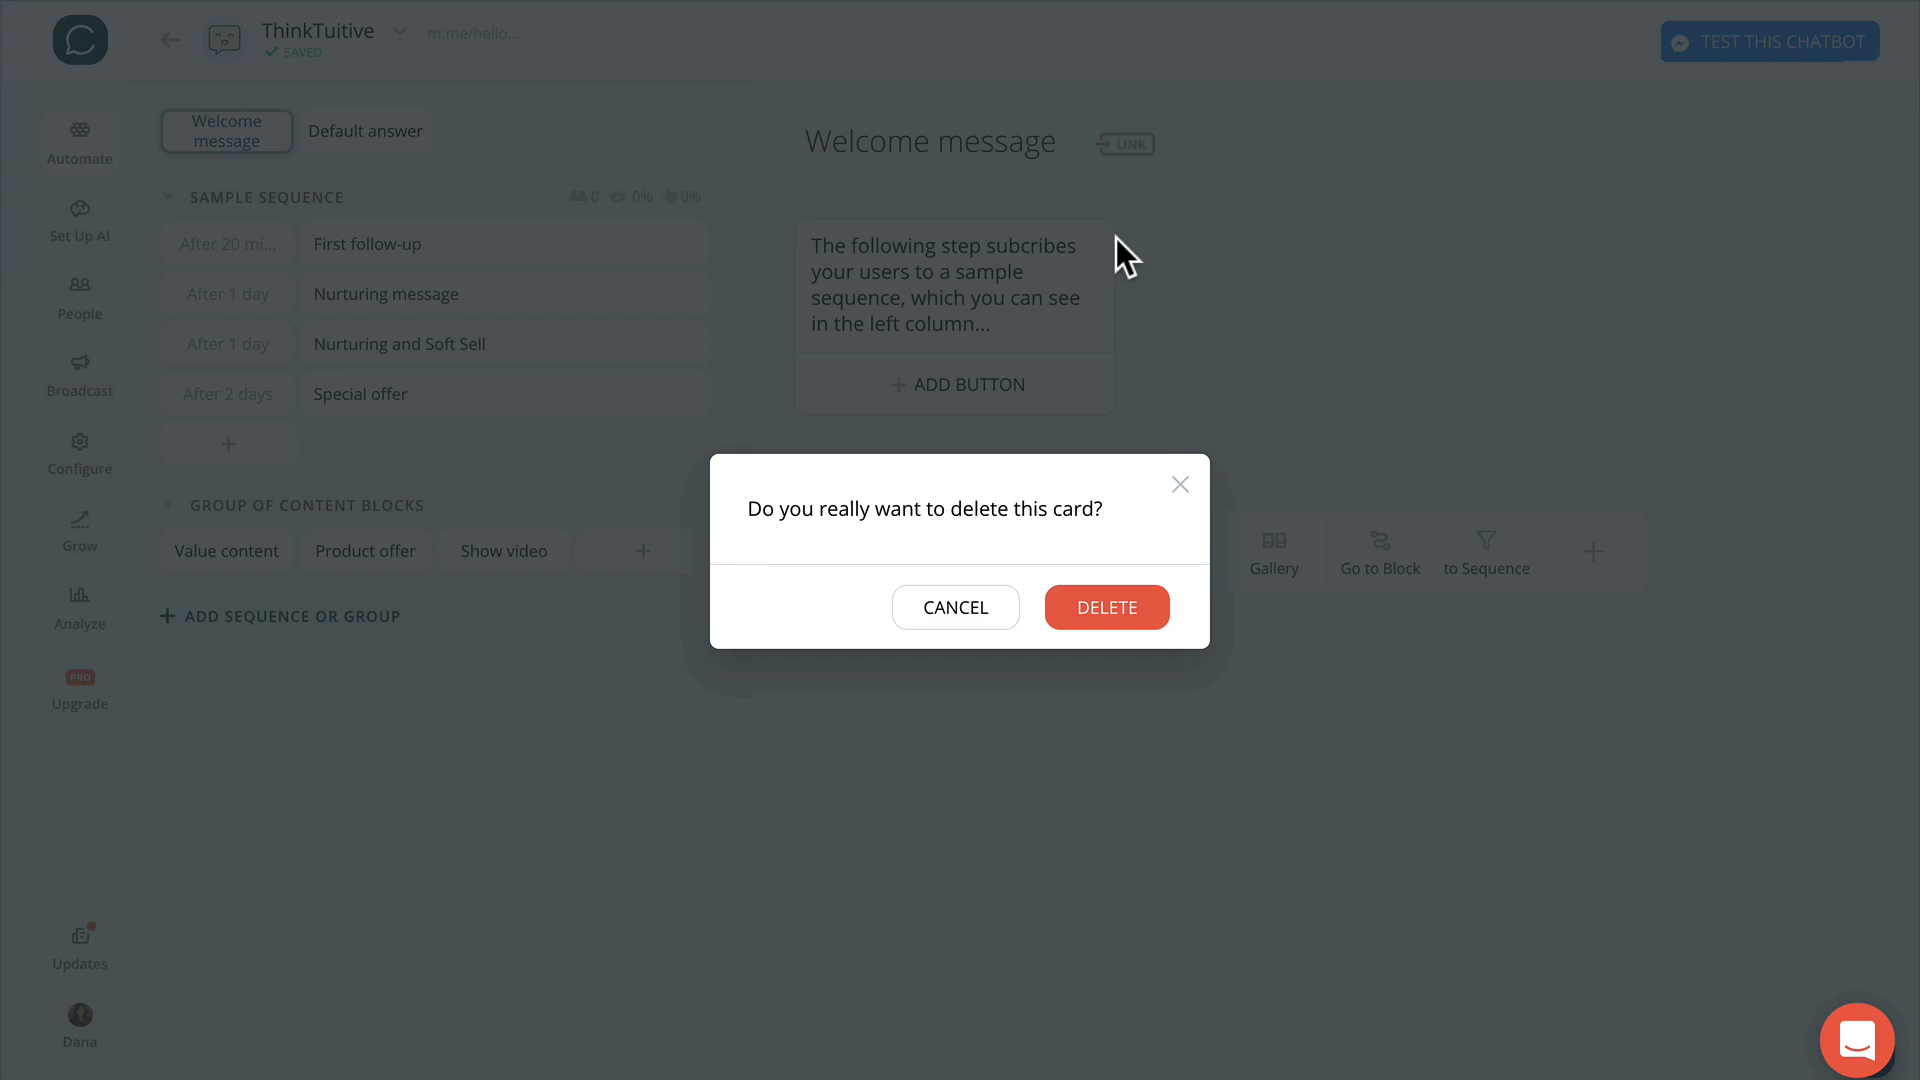 ThinkTuitive
m.me/hello...
SAVED
TEST THIS CHATBOT
Automate
Set Up AI
People
Broadcast
Configure
Grow
Analyze
PRO
Upgrade
Updates
Dana
Welcome
message
Default answer
SAMPLE SEQUENCE
0 0% 0%
After 20 mi... First follow-up
After 1 day Nurturing message
After 1 day Nurturing and Soft Sell
After 2 days Special offer
+
GROUP OF CONTENT BLOCKS
Value content Product offer Show video +
+ ADD SEQUENCE OR GROUP
Welcome message
LINK
The following step subcribes
your users to a sample
sequence, which you can see
in the left column...
+ ADD BUTTON
Do you really want to delete this card?
CANCEL DELETE
Gallery Go to Block to Sequence +